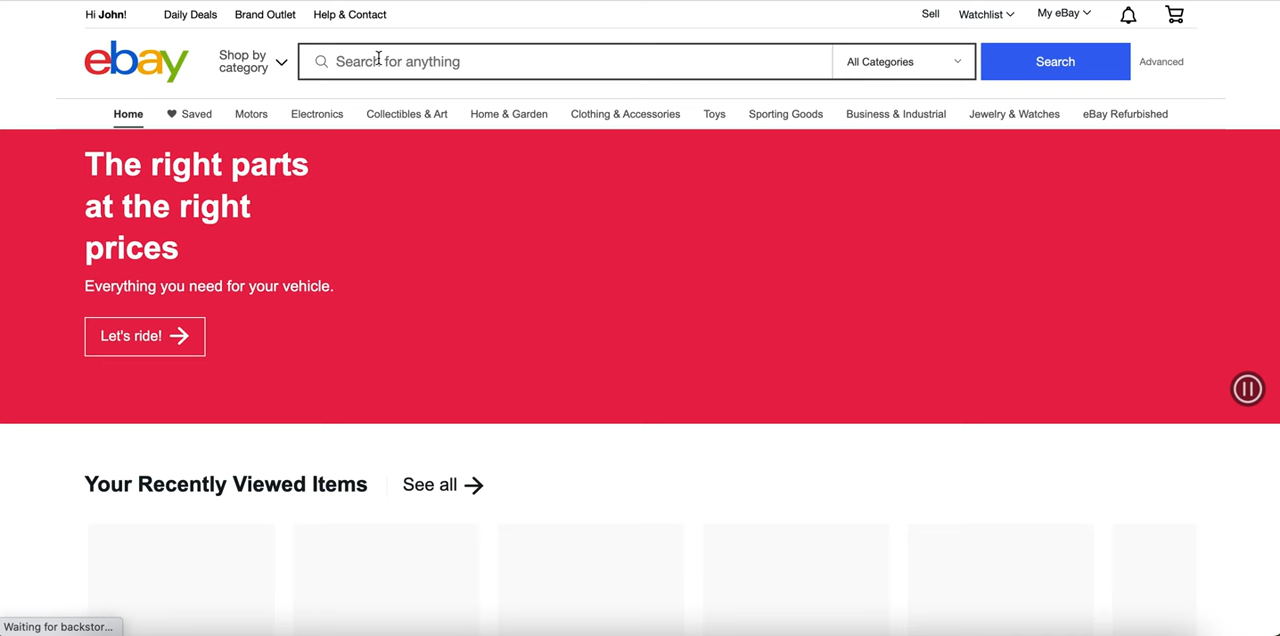 Hi John! Daily Deals Brand Outlet Help & Contact Sell Watchlist My eBay
ebay Shop by category Search for anything All Categories Search Advanced
Home Saved Motors Electronics Collectibles & Art Home & Garden Clothing & Accessories Toys Sporting Goods Business & Industrial Jewelry & Watches eBay Refurbished
The right parts
at the right
prices
Everything you need for your vehicle.
Let's ride!
Your Recently Viewed Items See all
Waiting for backstor...